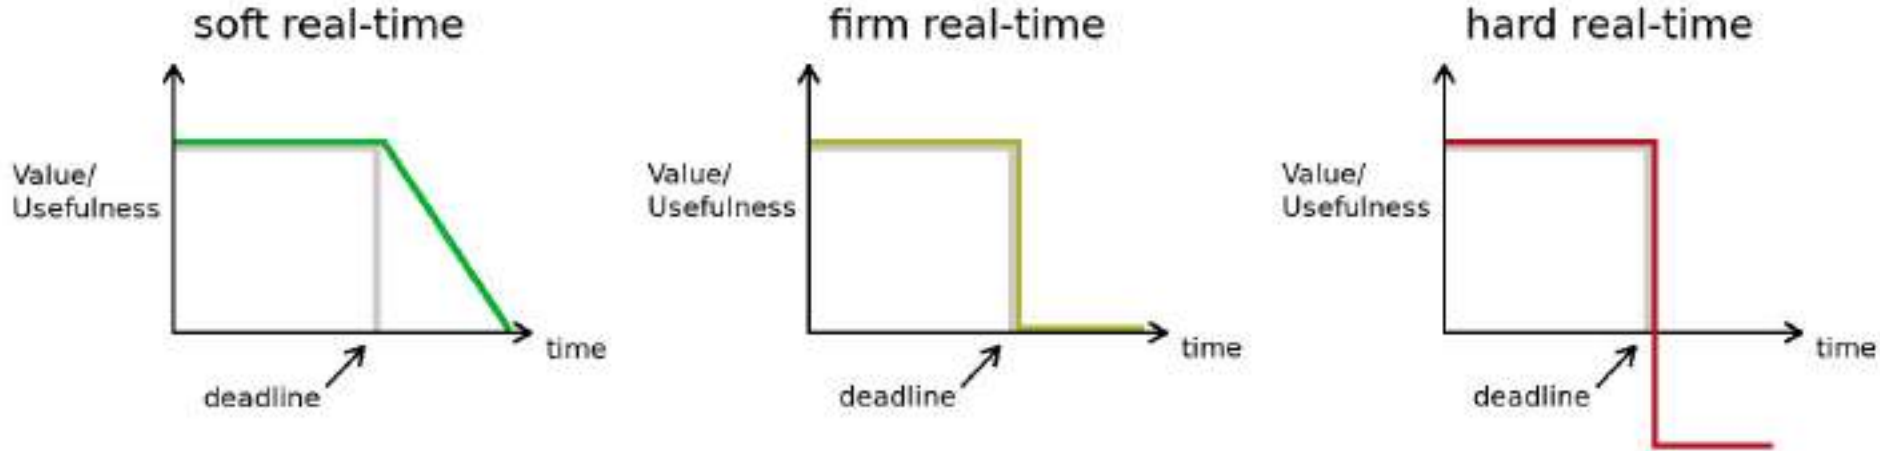 soft real-time
Value/
Usefulness
time
deadline
firm real-time
Value/
Usefulness
time
deadline
hard real-time
Value/
Usefulness
time
deadline